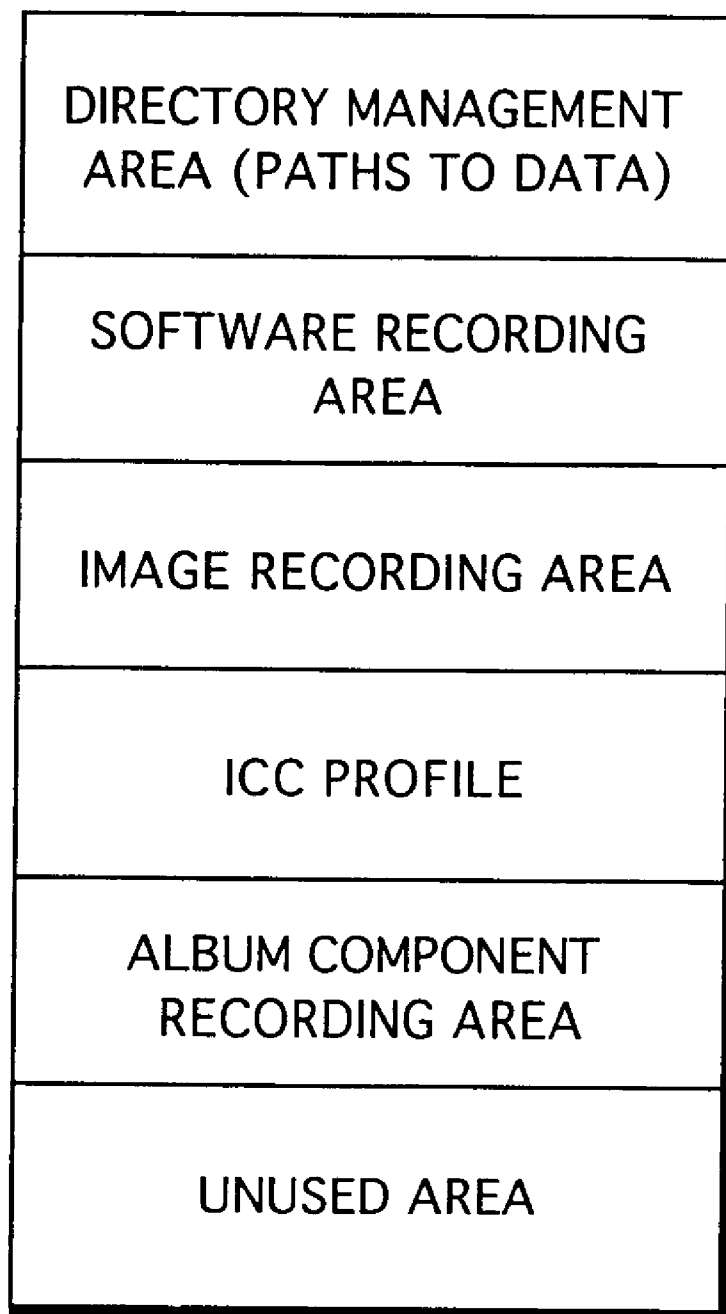 DIRECTORY MANAGEMENT
AREA (PATHS TO DATA)
SOFTWARE RECORDING
AREA
IMAGE RECORDING AREA
ICC PROFILE
ALBUM COMPONENT
RECORDING AREA
UNUSED AREA